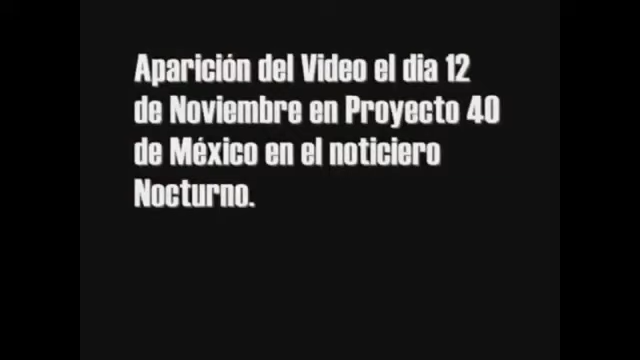 Aparición del Video el dia 12
de Noviembre en Proyecto 40
de México en el noticiero
Nocturno.